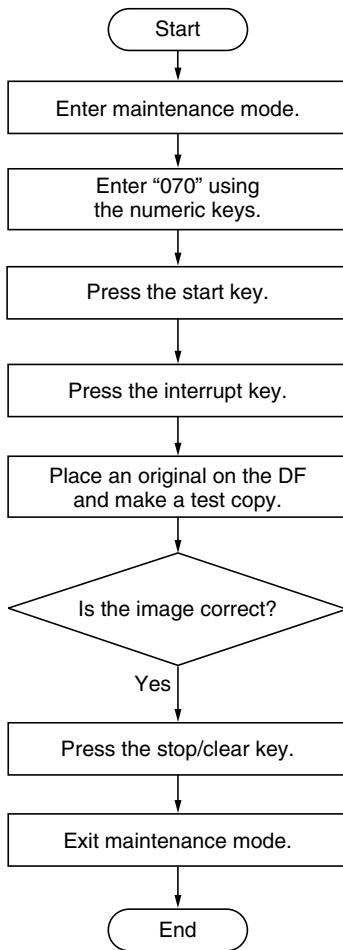 Start
Enter maintenance mode.
Enter “070” using
the numeric keys.
Press the start key.
Press the interrupt key.
Place an original on the DF
and make a test copy.
Is the image correct?
Yes
Press the stop/clear key.
Exit maintenance mode.
End